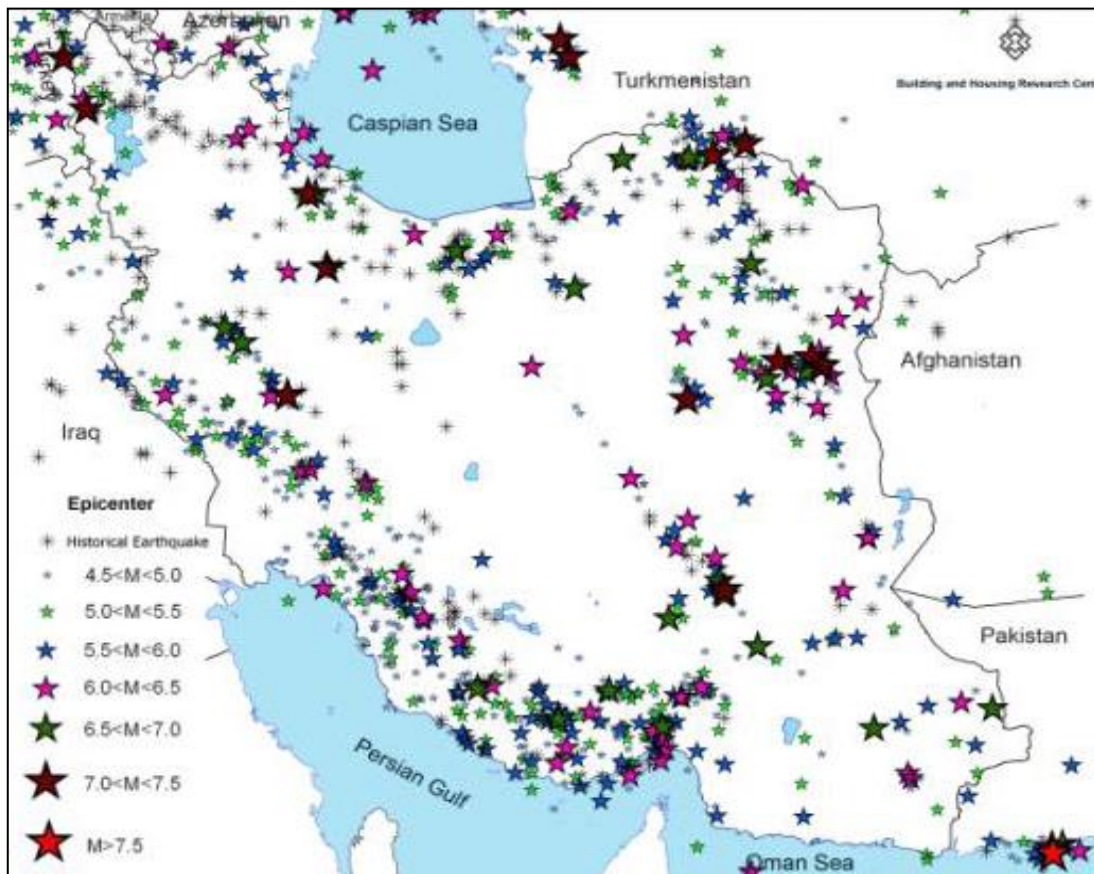 Armenia
Azerbaijan
Turkey
Turkmenistan
Building and Housing Research Cent
Caspian Sea
Afghanistan
Iraq
Epicenter
Historical Earthquake
4.5<M<5.0
5.0<M<5.5
5.5<M<6.0
6.0<M<6.5
6.5<M<7.0
7.0<M<7.5
M>7.5
Pakistan
Persian Gulf
Oman Sea